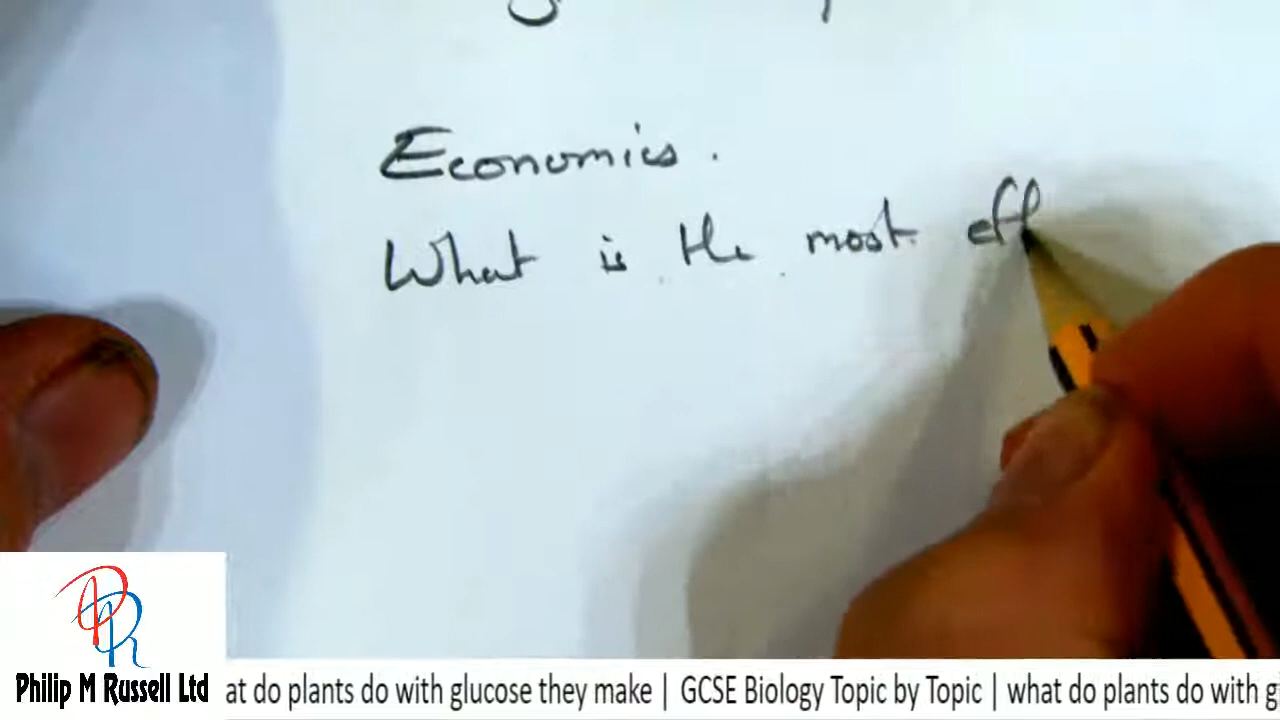 Economics.
What is the most eff
Philip M Russell Ltd
at do plants do with glucose they make | GCSE Biology Topic by Topic | what do plants do with gl